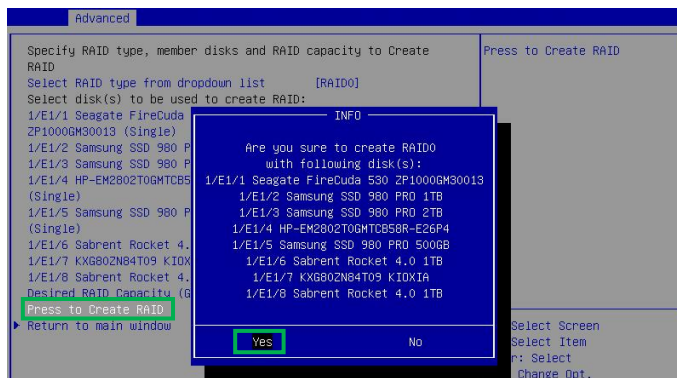 Advanced
Specify RAID type, member disks and RAID capacity to Create
RAID
Select RAID type from dropdown list [RAID0]
Select disk(s) to be used to create RAID:
1/E1/1 Seagate FireCuda
ZP1000GM30013 (Single)
1/E1/2 Samsung SSD 980 P
1/E1/3 Samsung SSD 980 P
1/E1/4 HP-EM2802TOGMTCB5
(Single)
1/E1/5 Samsung SSD 980 P
(Single)
1/E1/6 Sabrent Rocket 4.
1/E1/7 KXG80ZN84T09 KIOX
1/E1/8 Sabrent Rocket 4.
Desired RAID Capacity (G
Press to Create RAID
Return to main window
INFO
Are you sure to create RAID0
with following disk(s):
1/E1/1 Seagate FireCuda 530 ZP1000GM30013
1/E1/2 Samsung SSD 980 PRO 1TB
1/E1/3 Samsung SSD 980 PRO 2TB
1/E1/4 HP-EM2802TOGMTCB58R-E26P4
1/E1/5 Samsung SSD 980 PRO 500GB
1/E1/6 Sabrent Rocket 4.0 1TB
1/E1/7 KXG80ZN84T09 KIOXIA
1/E1/8 Sabrent Rocket 4.0 1TB
Yes No
Press to Create RAID
Select Screen
Select Item
r: Select
Change Opt.